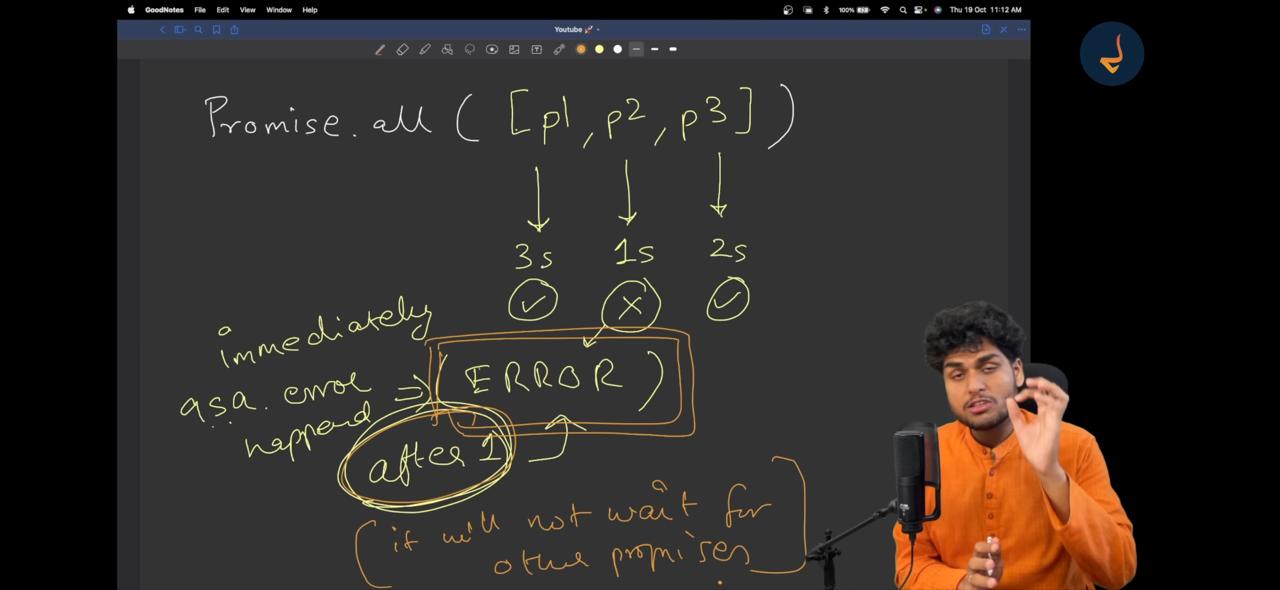 GoodNotes File Edit View Window Help
100% Thu 19 Oct 11:12 AM
Youtube 🚀
Promise.all ( [p1, p2, p3] )
3s 1s 2s
immediately
a.s.a. error
happend
=> ( ERROR )
after 1
( it will not wait for
other promises